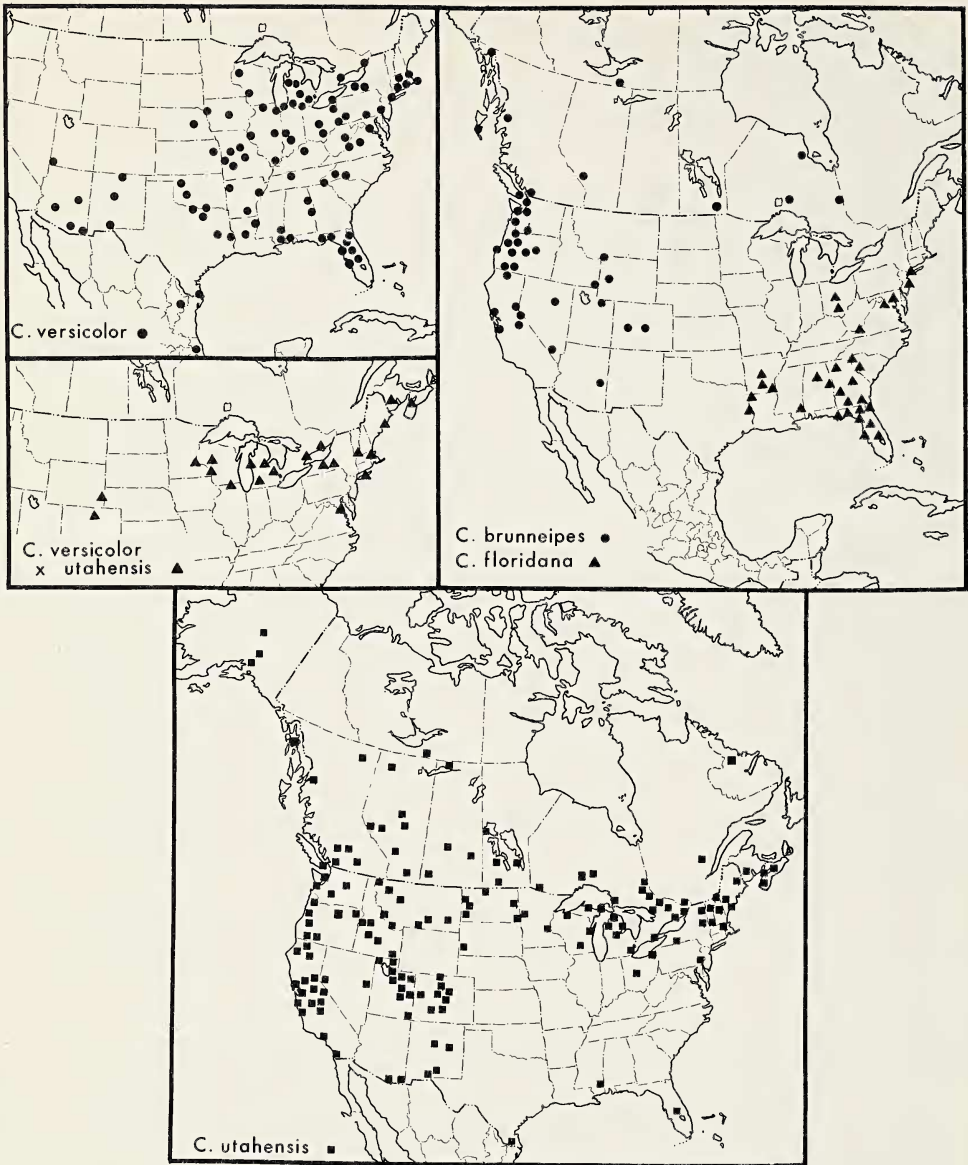 C. versicolor
C. versicolor
x utahensis
C. brunneipes
C. floridana
C. utahensis